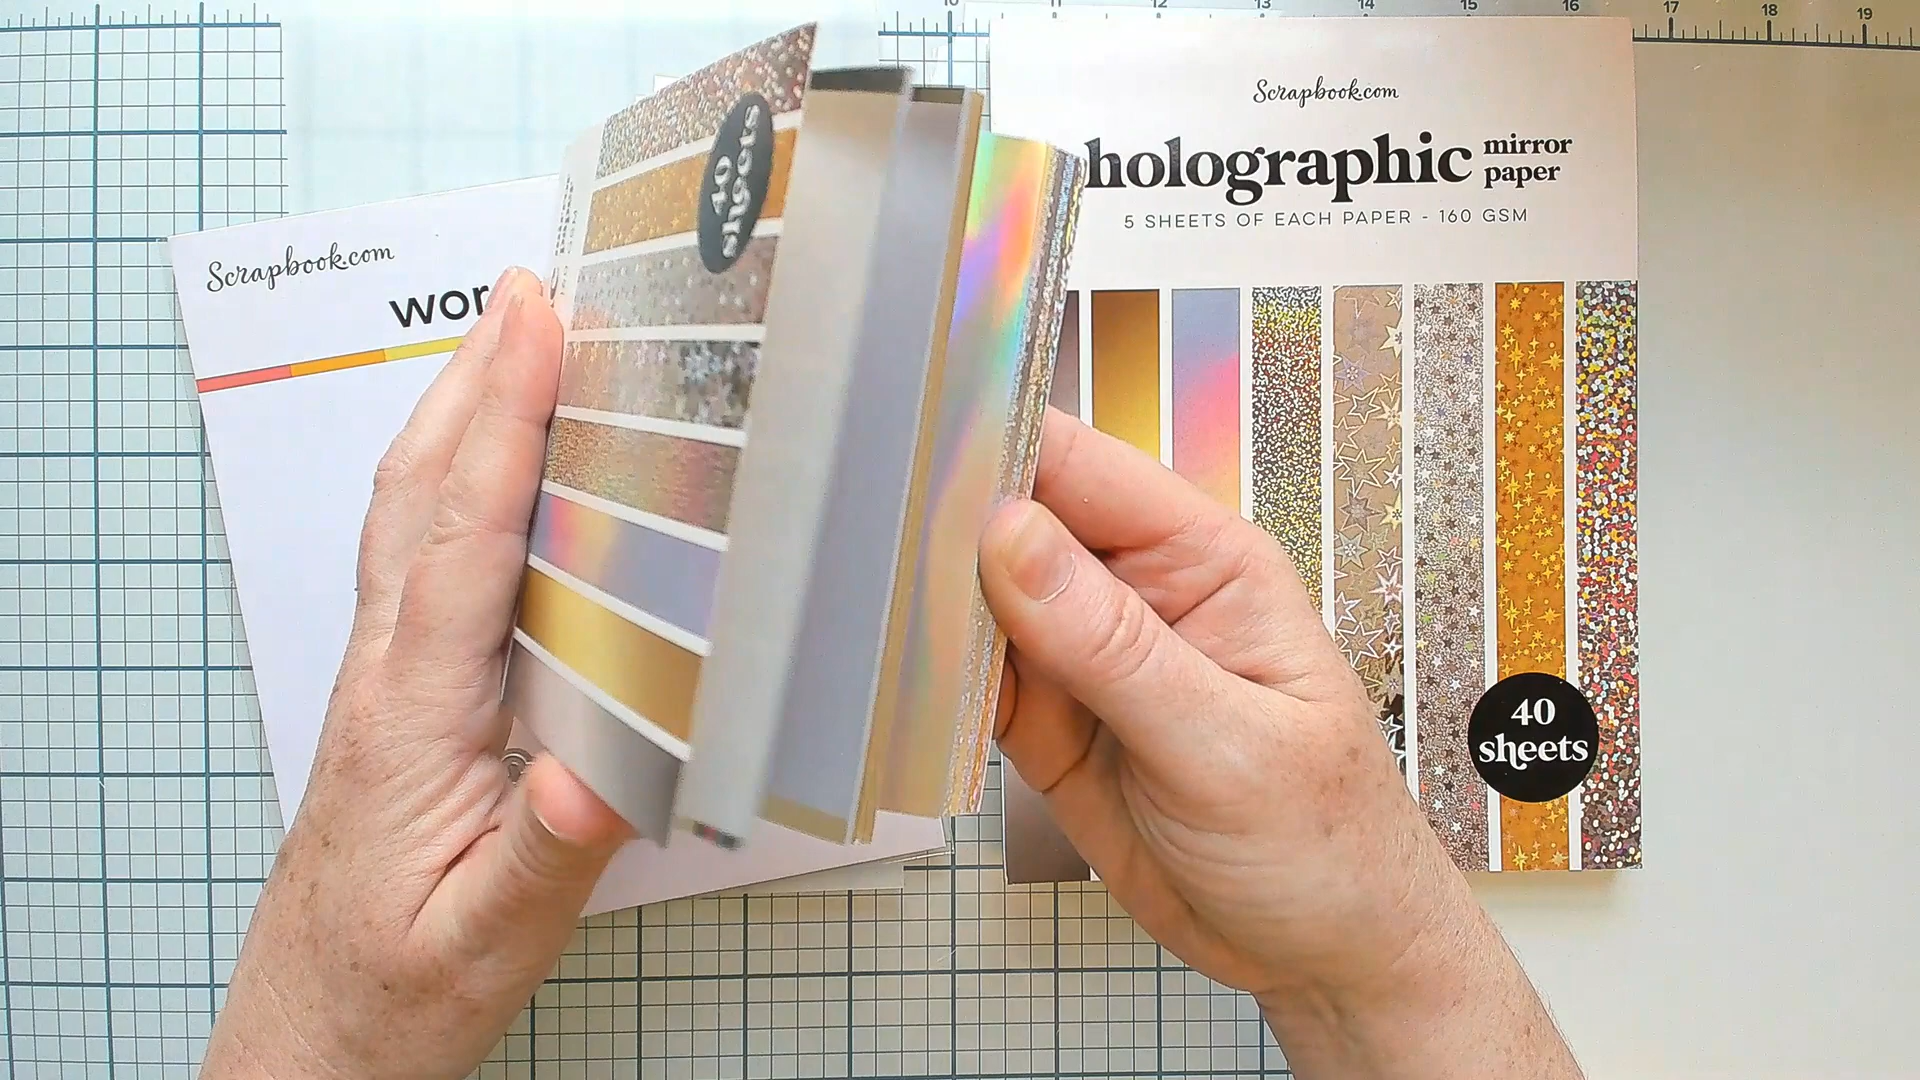 10 11 12 13 14 15 16 17 18 19
Scrapbook.com
holographic
mirror
paper
5 SHEETS OF EACH PAPER - 160 GSM
40
sheets
Scrapbook.com
40
sheets